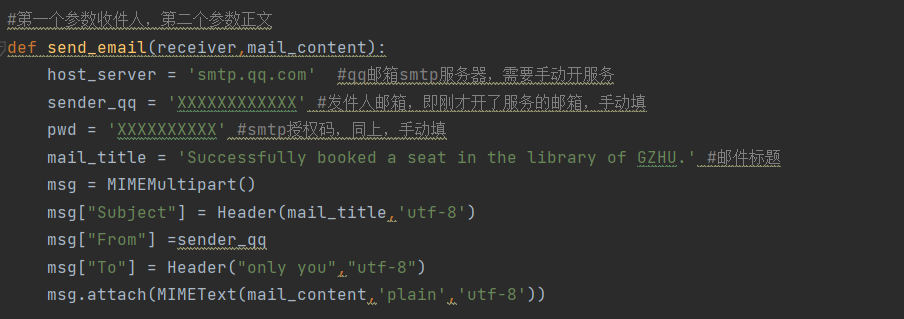 #第一个参数收件人，第二个参数正文
def send_email(receiver,mail_content):
    host_server = 'smtp.qq.com'  #qq邮箱smtp服务器，需要手动开服务
    sender_qq = 'XXXXXXXXXXXX' #发件人邮箱，即刚才开了服务的邮箱，手动填
    pwd = 'XXXXXXXXXX' #smtp授权码，同上，手动填
    mail_title = 'Successfully booked a seat in the library of GZHU.' #邮件标题
    msg = MIMEMultipart()
    msg["Subject"] = Header(mail_title,'utf-8')
    msg["From"] =sender_qq
    msg["To"] = Header("only you","utf-8")
    msg.attach(MIMEText(mail_content,'plain','utf-8'))